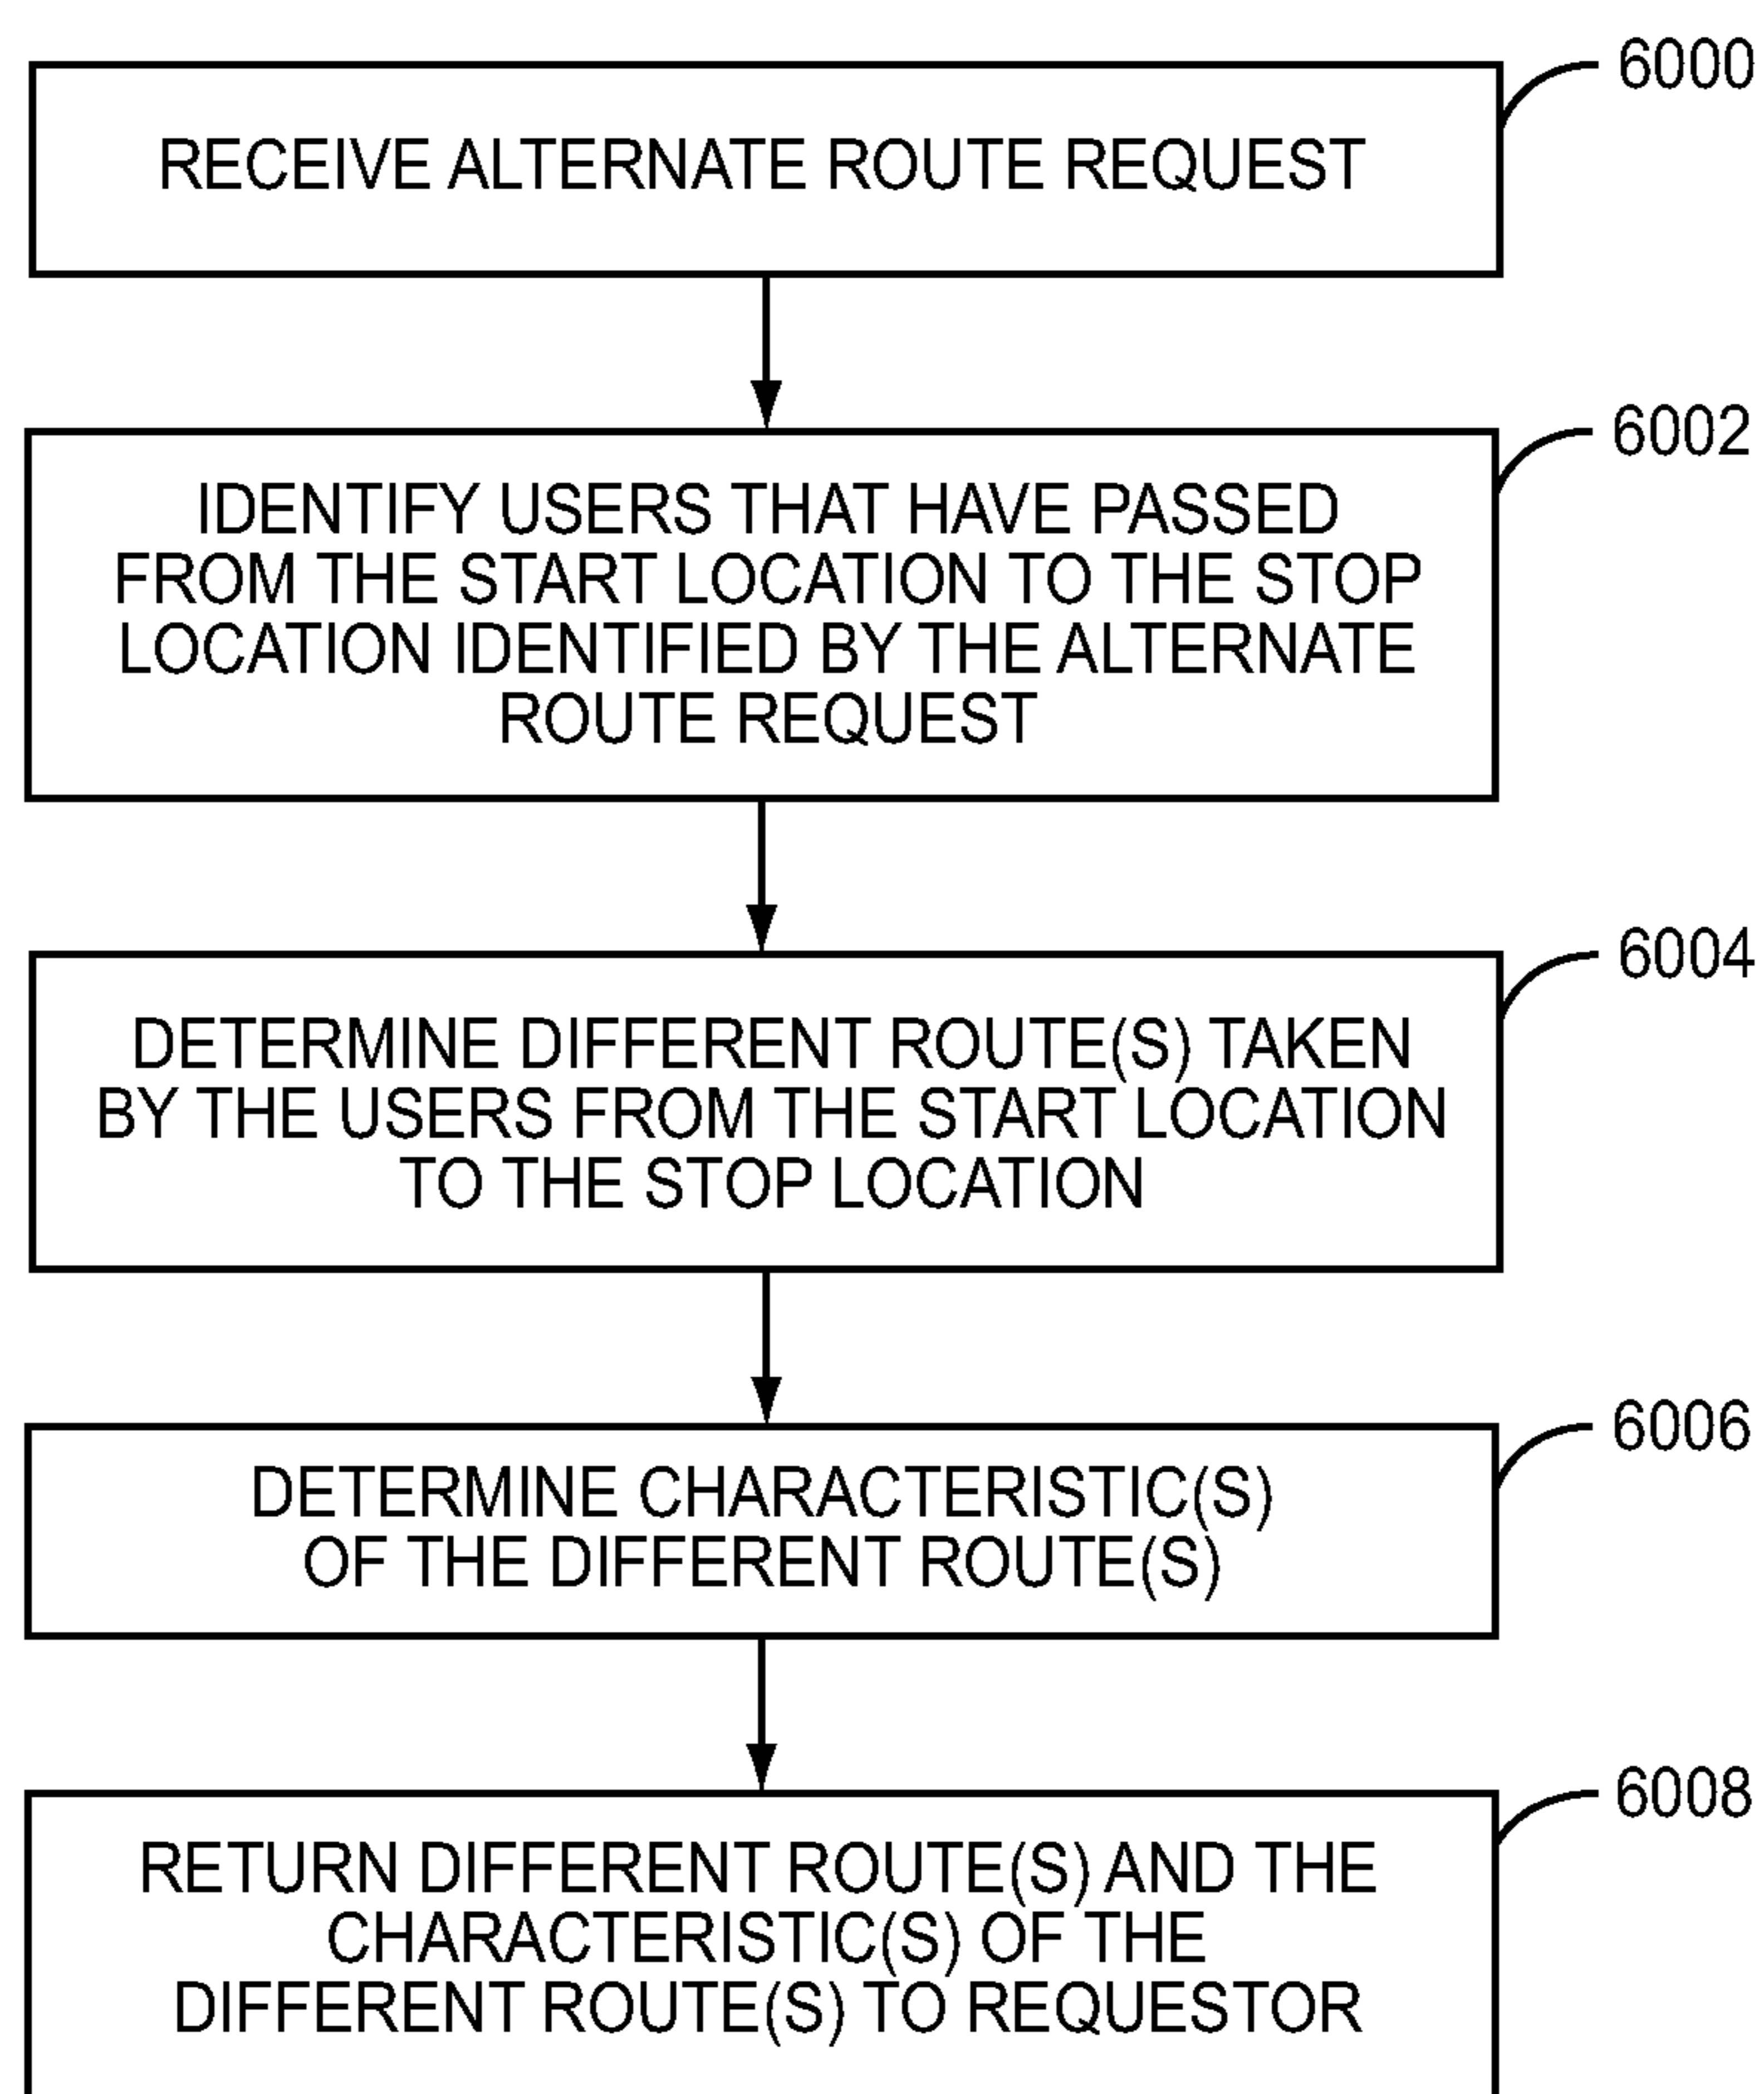 6000
RECEIVE ALTERNATE ROUTE REQUEST
6002
IDENTIFY USERS THAT HAVE PASSED
FROM THE START LOCATION TO THE STOP
LOCATION IDENTIFIED BY THE ALTERNATE
ROUTE REQUEST
6004
DETERMINE DIFFERENT ROUTE(S) TAKEN
BY THE USERS FROM THE START LOCATION
TO THE STOP LOCATION
6006
DETERMINE CHARACTERISTIC(S)
OF THE DIFFERENT ROUTE(S)
6008
RETURN DIFFERENT ROUTE(S) AND THE
CHARACTERISTIC(S) OF THE
DIFFERENT ROUTE(S) TO REQUESTOR